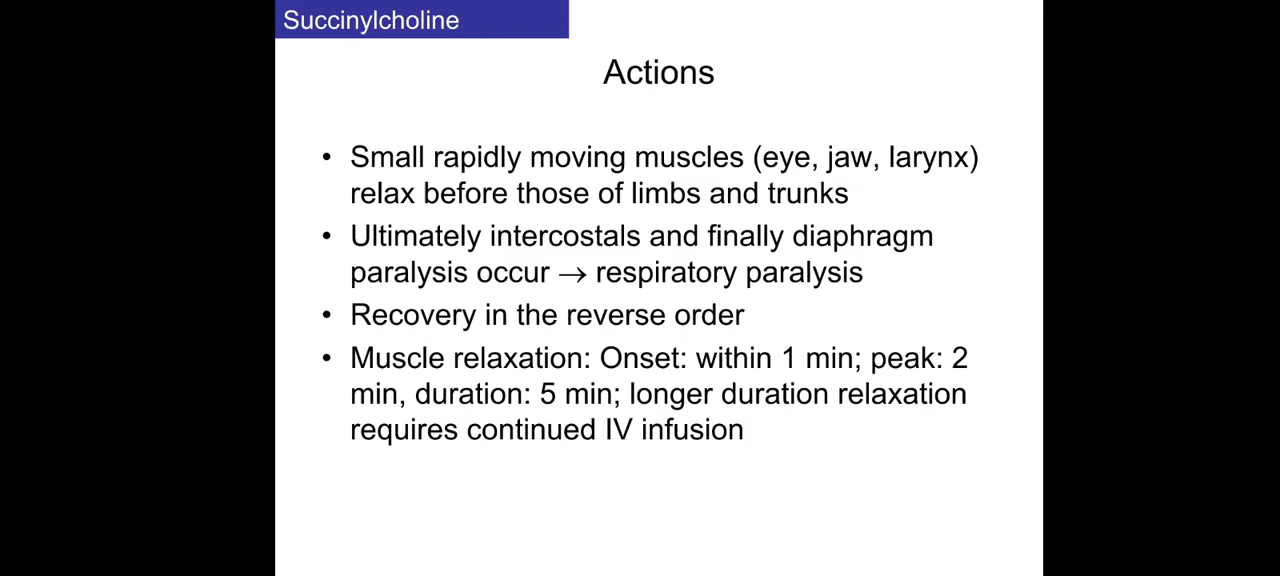 Succinylcholine
Actions
• Small rapidly moving muscles (eye, jaw, larynx)
relax before those of limbs and trunks
• Ultimately intercostals and finally diaphragm
paralysis occur → respiratory paralysis
• Recovery in the reverse order
• Muscle relaxation: Onset: within 1 min; peak: 2
min, duration: 5 min; longer duration relaxation
requires continued IV infusion